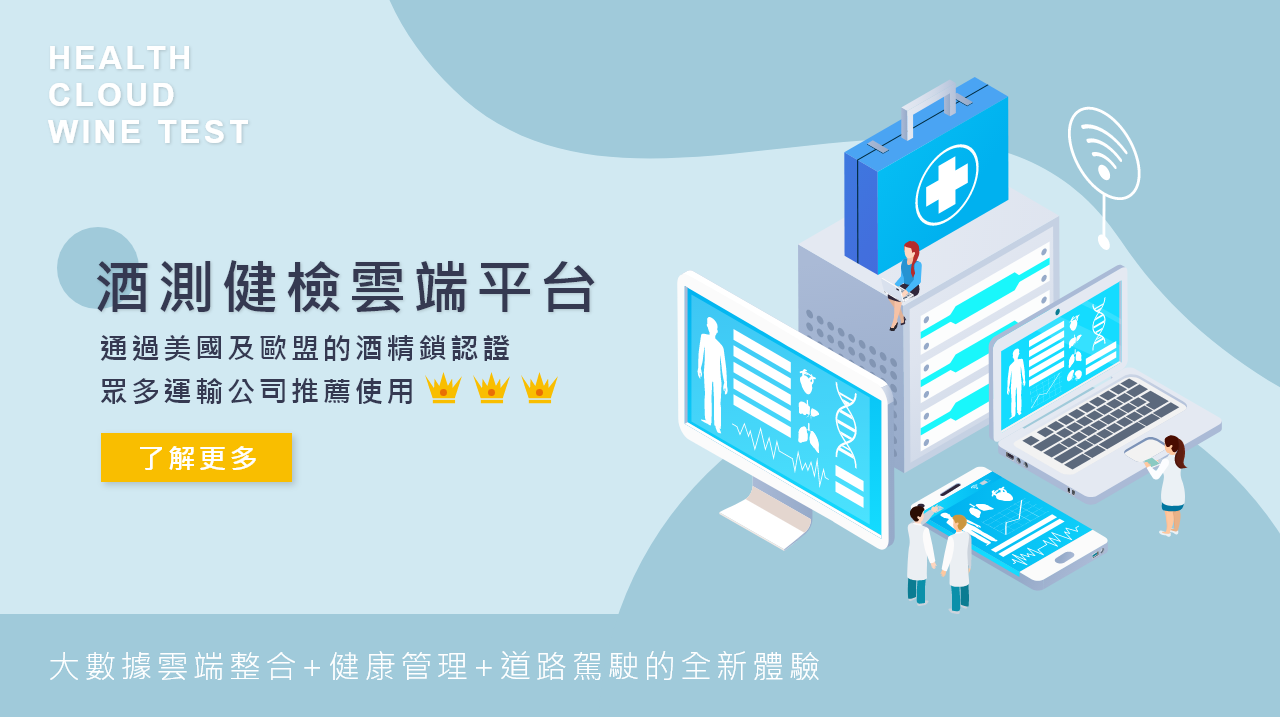 HEALTH
CLOUD
WINE TEST
酒測健檢雲端平台
通過美國及歐盟的酒精鎖認證
眾多運輸公司推薦使用
了解更多
大數據雲端整合+健康管理+道路駕駛的全新體驗